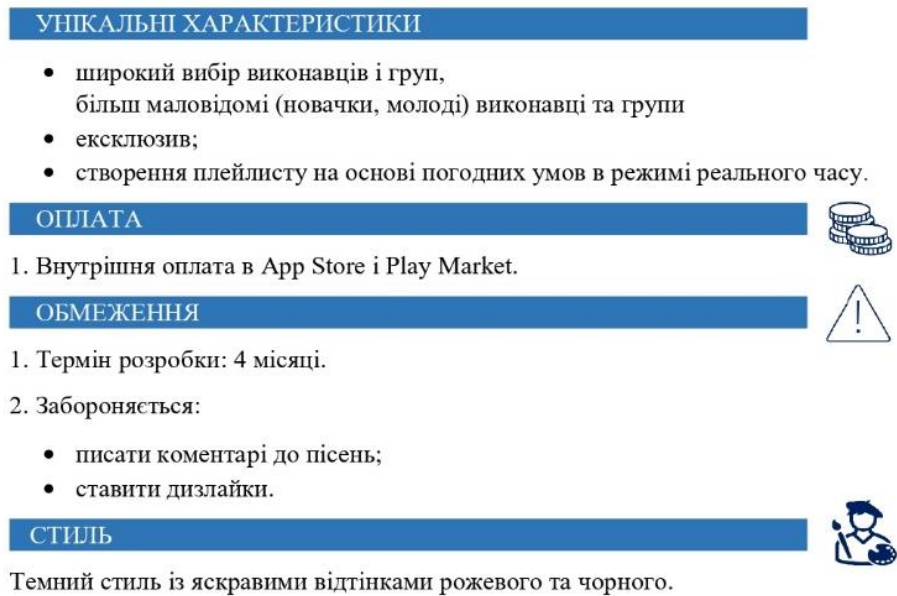 УНІКАЛЬНІ ХАРАКТЕРИСТИКИ
• широкий вибір виконавців і груп,
більш маловідомі (новачки, молоді) виконавці та групи
• ексклюзив;
• створення плейлисту на основі погодних умов в режимі реального часу.
ОПЛАТА
1. Внутрішня оплата в App Store і Play Market.
ОБМЕЖЕННЯ
1. Термін розробки: 4 місяці.
2. Забороняється:
• писати коментарі до пісень;
• ставити дизлайки.
СТИЛЬ
Темний стиль із яскравими відтінками рожевого та чорного.